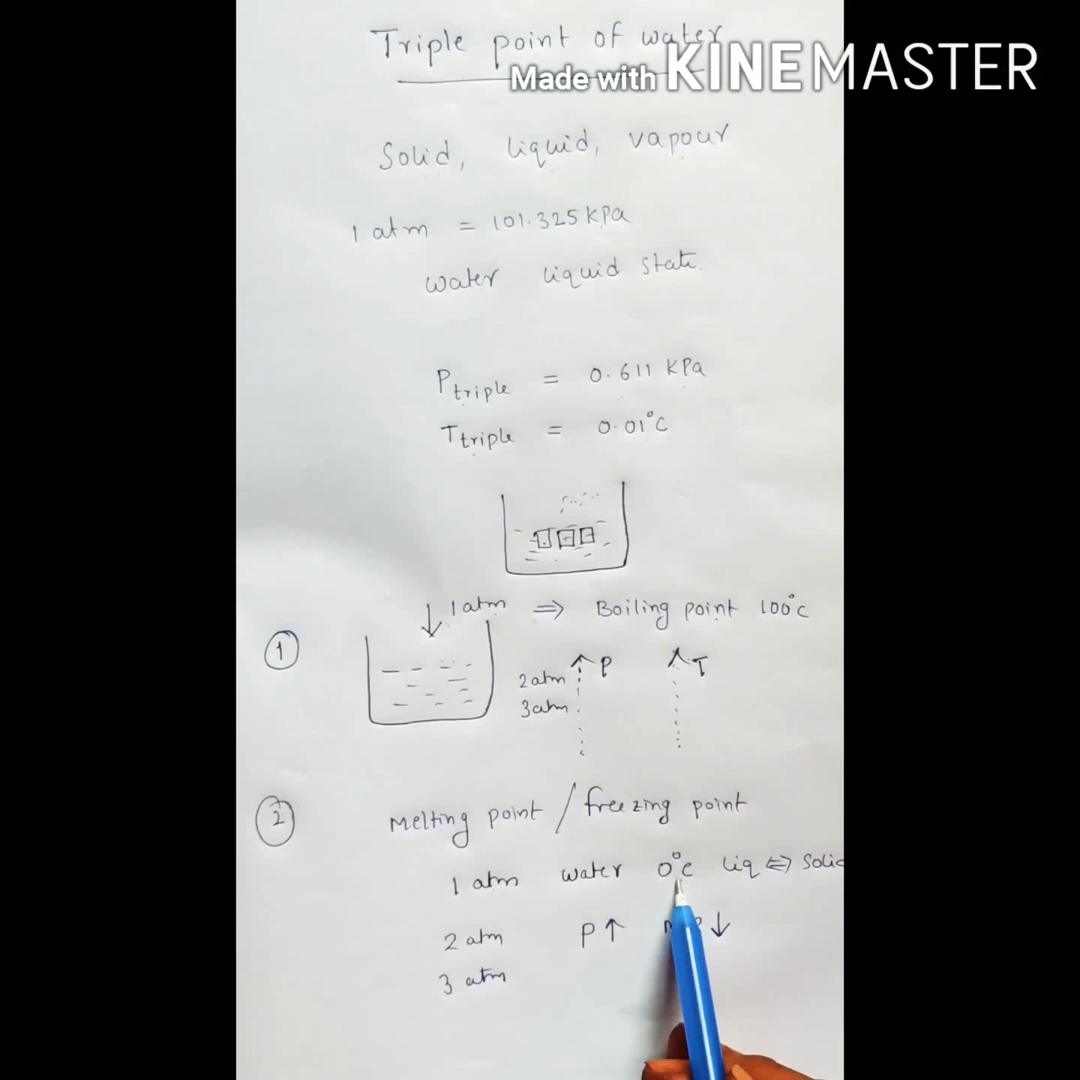 Triple point of water
Made with KINEMASTER
Solid, liquid, vapour
1 atm = 101.325 KPa
water liquid state.
P triple = 0.611 KPa
T triple = 0.01°C
1 atm ⇒ Boiling point 100°C
1
2 atm ↑ P ↑ T
3 atm
2
Melting point / freezing point
1 atm water 0°C liq ⇔ Solid
2 atm P↑ ↓
3 atm